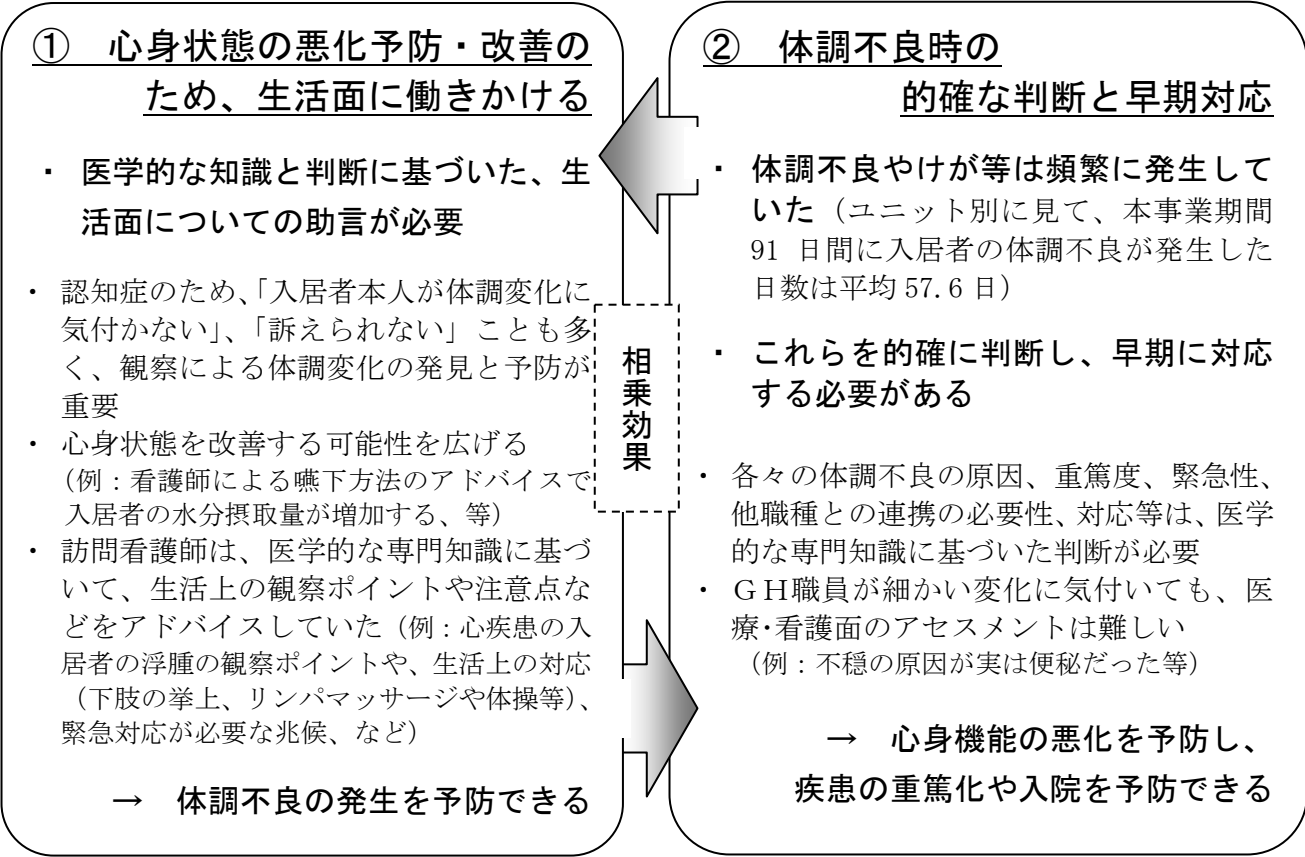 ① 心身状態の悪化予防・改善の
ため、生活面に働きかける
・ 医学的な知識と判断に基づいた、生
活面についての助言が必要
・ 認知症のため、「入居者本人が体調変化に
気付かない」、「訴えられない」ことも多
く、観察による体調変化の発見と予防が
重要
・ 心身状態を改善する可能性を広げる
（例：看護師による嚥下方法のアドバイスで
入居者の水分摂取量が増加する、等）
・ 訪問看護師は、医学的な専門知識に基づ
いて、生活上の観察ポイントや注意点な
どをアドバイスしていた（例：心疾患の入
居者の浮腫の観察ポイントや、生活上の対応
（下肢の挙上、リンパマッサージや体操等）、
緊急対応が必要な兆候、など）
→ 体調不良の発生を予防できる
相乗効果
② 体調不良時の
的確な判断と早期対応
・ 体調不良やけが等は頻繁に発生して
いた（ユニット別に見て、本事業期間
91 日間に入居者の体調不良が発生した
日数は平均 57.6 日）
・ これらを的確に判断し、早期に対応
する必要がある
・ 各々の体調不良の原因、重篤度、緊急性、
他職種との連携の必要性、対応等は、医学
的な専門知識に基づいた判断が必要
・ ＧＨ職員が細かい変化に気付いても、医
療・看護面のアセスメントは難しい
（例：不穏の原因が実は便秘だった等）
→ 心身機能の悪化を予防し、
疾患の重篤化や入院を予防できる